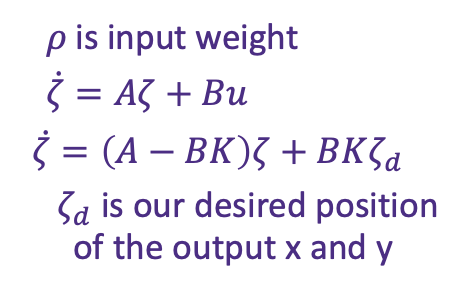 ρ is input weight
ζ̇ = Aζ + Bu
ζ̇ = (A − BK)ζ + BKζ_d
ζ_d is our desired position
of the output x and y